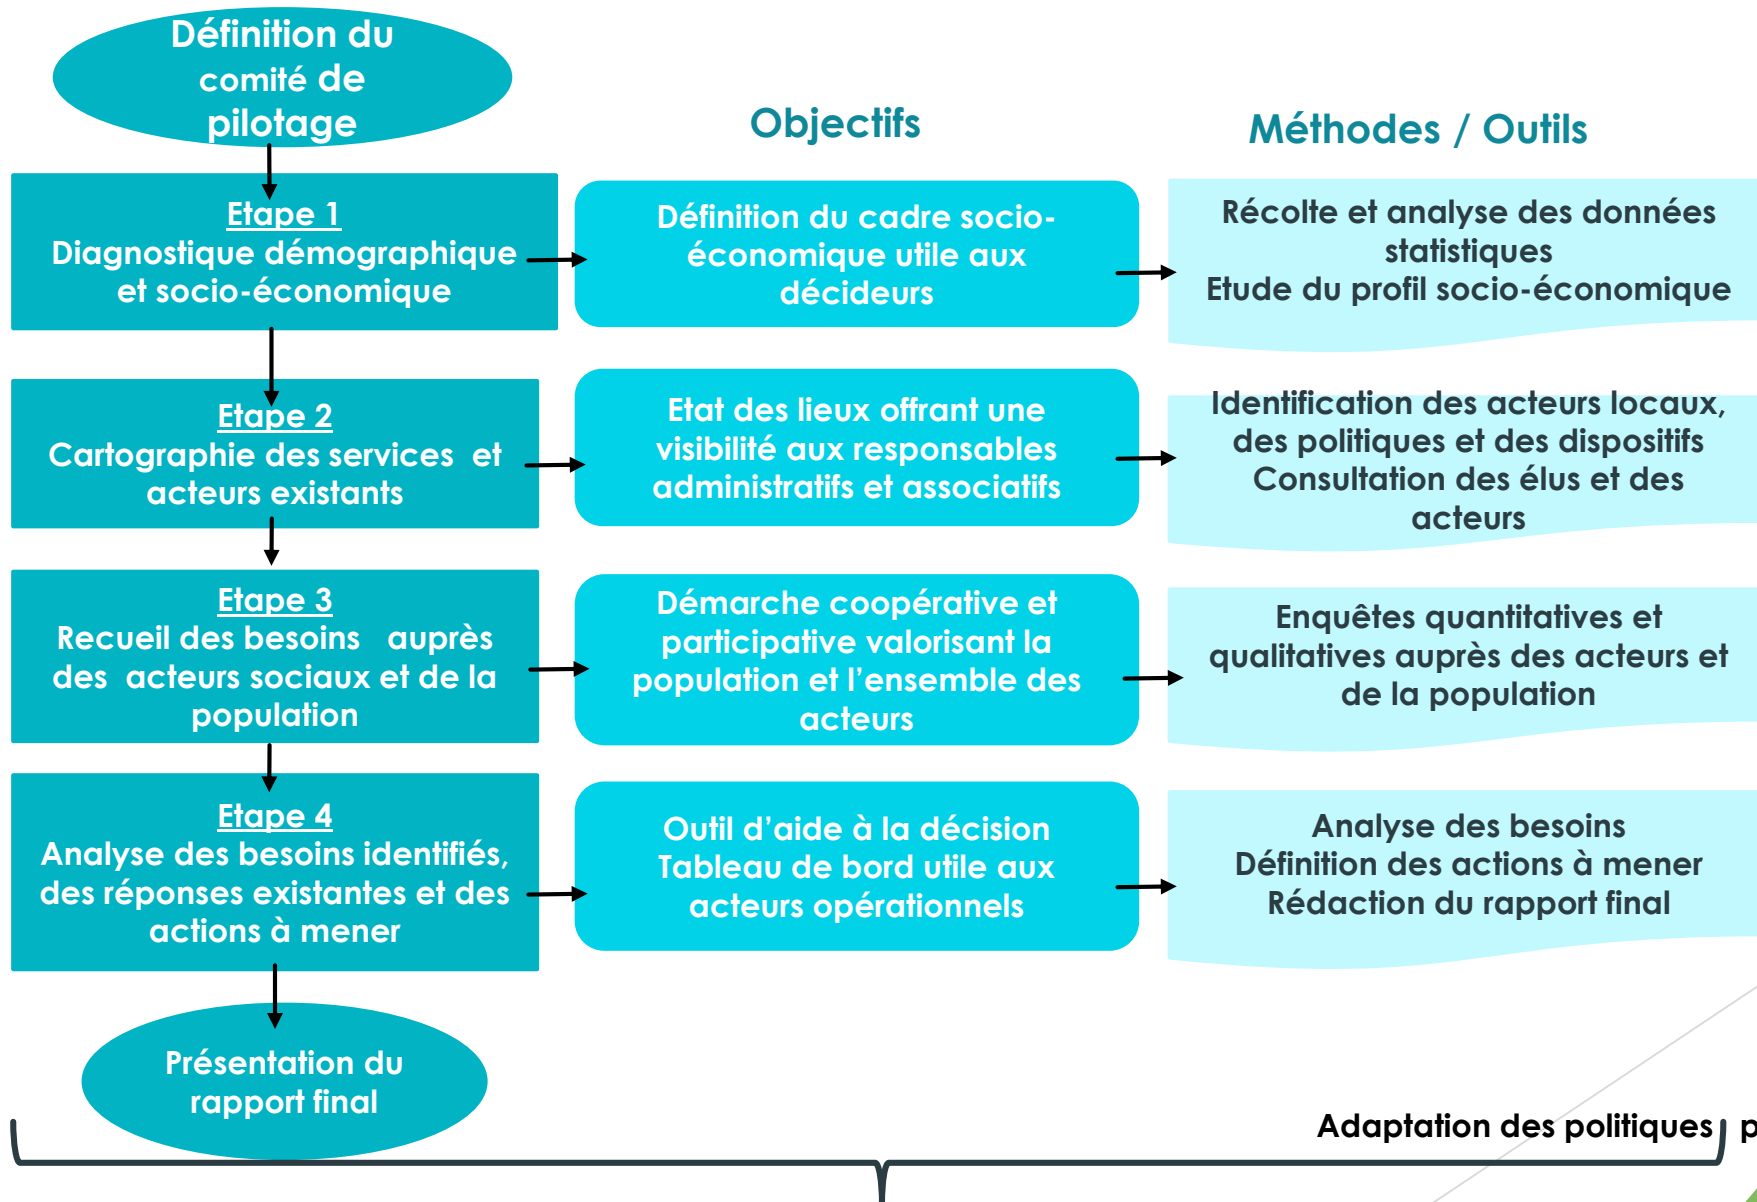 Définition du
comité de
pilotage
Objectifs
Méthodes / Outils
Etape 1
Diagnostique démographique
et socio-économique
Définition du cadre socio-
économique utile aux
décideurs
Récolte et analyse des données
statistiques
Etude du profil socio-économique
Etape 2
Cartographie des services et
acteurs existants
Etat des lieux offrant une
visibilité aux responsables
administratifs et associatifs
Identification des acteurs locaux,
des politiques et des dispositifs
Consultation des élus et des
acteurs
Etape 3
Recueil des besoins auprès
des acteurs sociaux et de la
population
Démarche coopérative et
participative valorisant la
population et l'ensemble des
acteurs
Enquêtes quantitatives et
qualitatives auprès des acteurs et
de la population
Etape 4
Analyse des besoins identifiés,
des réponses existantes et des
actions à mener
Outil d’aide à la décision
Tableau de bord utile aux
acteurs opérationnels
Analyse des besoins
Définition des actions à mener
Rédaction du rapport final
Présentation du
rapport final
Adaptation des politiques